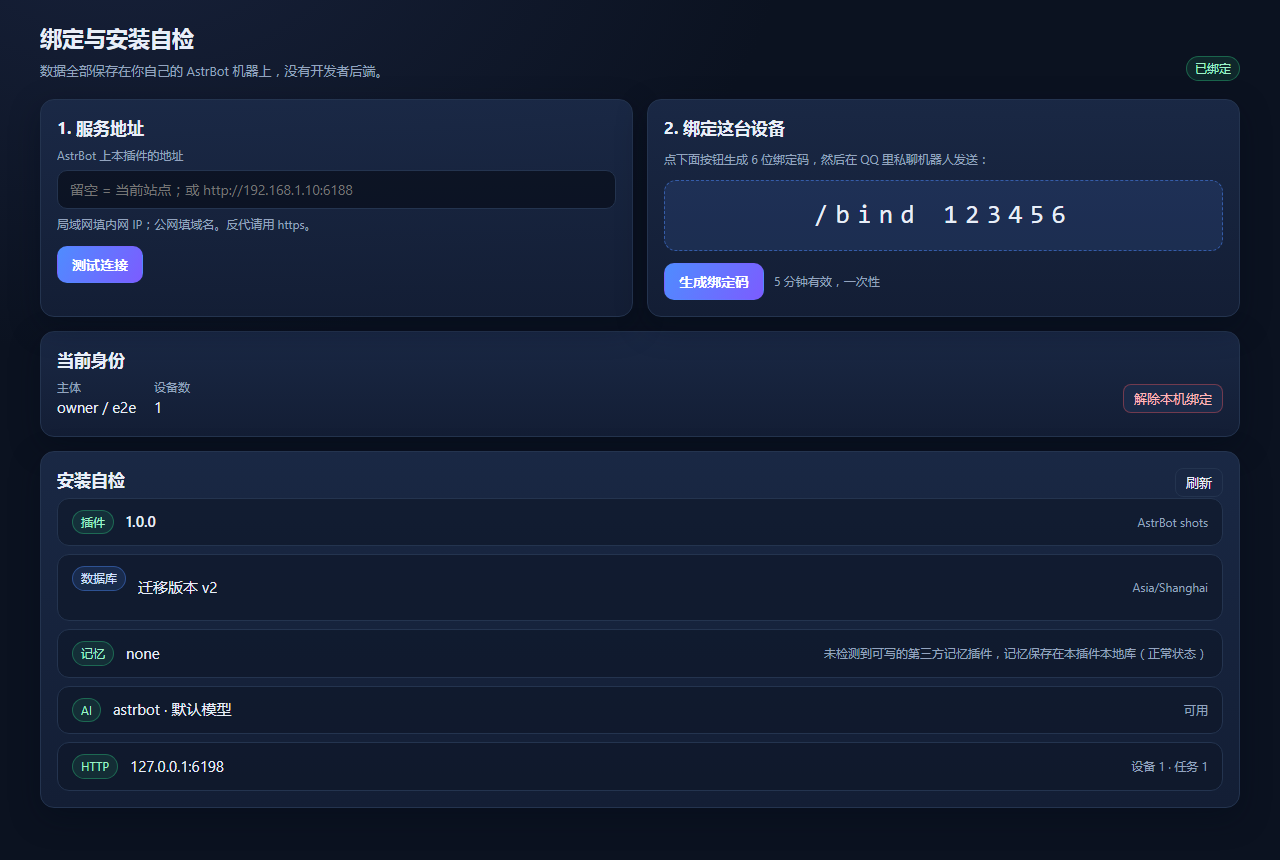 绑定与安装自检
数据全部保存在你自己的 AstrBot 机器上，没有开发者后端。
已绑定
1. 服务地址
AstrBot 上本插件的地址
留空 = 当前站点；或 http://192.168.1.10:6188
局域网填内网 IP；公网填域名。反代请用 https。
测试连接
2. 绑定这台设备
点下面按钮生成 6 位绑定码，然后在 QQ 里私聊机器人发送：
/bind 123456
生成绑定码
5 分钟有效，一次性
当前身份
主体
设备数
owner / e2e
1
解除本机绑定
安装自检
刷新
插件 1.0.0 AstrBot shots
数据库 迁移版本 v2 Asia/Shanghai
记忆 none 未检测到可写的第三方记忆插件，记忆保存在本插件本地库（正常状态）
AI astrbot · 默认模型 可用
HTTP 127.0.0.1:6198 设备 1 · 任务 1